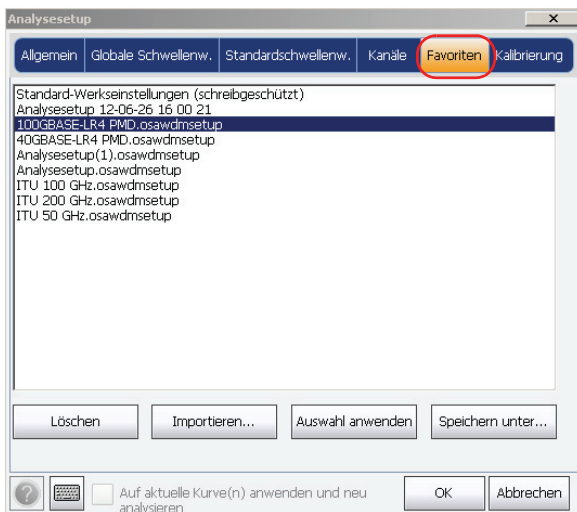 Analysesetup
Allgemein Globale Schwellenw. Standardschwellenw. Kanäle Favoriten Kalibrierung
Standard-Werkseinstellungen (schreibgeschützt)
Analysesetup 12-06-26 16 00 21
100GBASE-LR4 PMD.osawdmsetup
40GBASE-LR4 PMD.osawdmsetup
Analysesetup(1).osawdmsetup
Analysesetup.osawdmsetup
ITU 100 GHz.osawdmsetup
ITU 200 GHz.osawdmsetup
ITU 50 GHz.osawdmsetup
Löschen Importieren... Auswahl anwenden Speichern unter...
Auf aktuelle Kurve(n) anwenden und neu
analysieren
OK Abbrechen